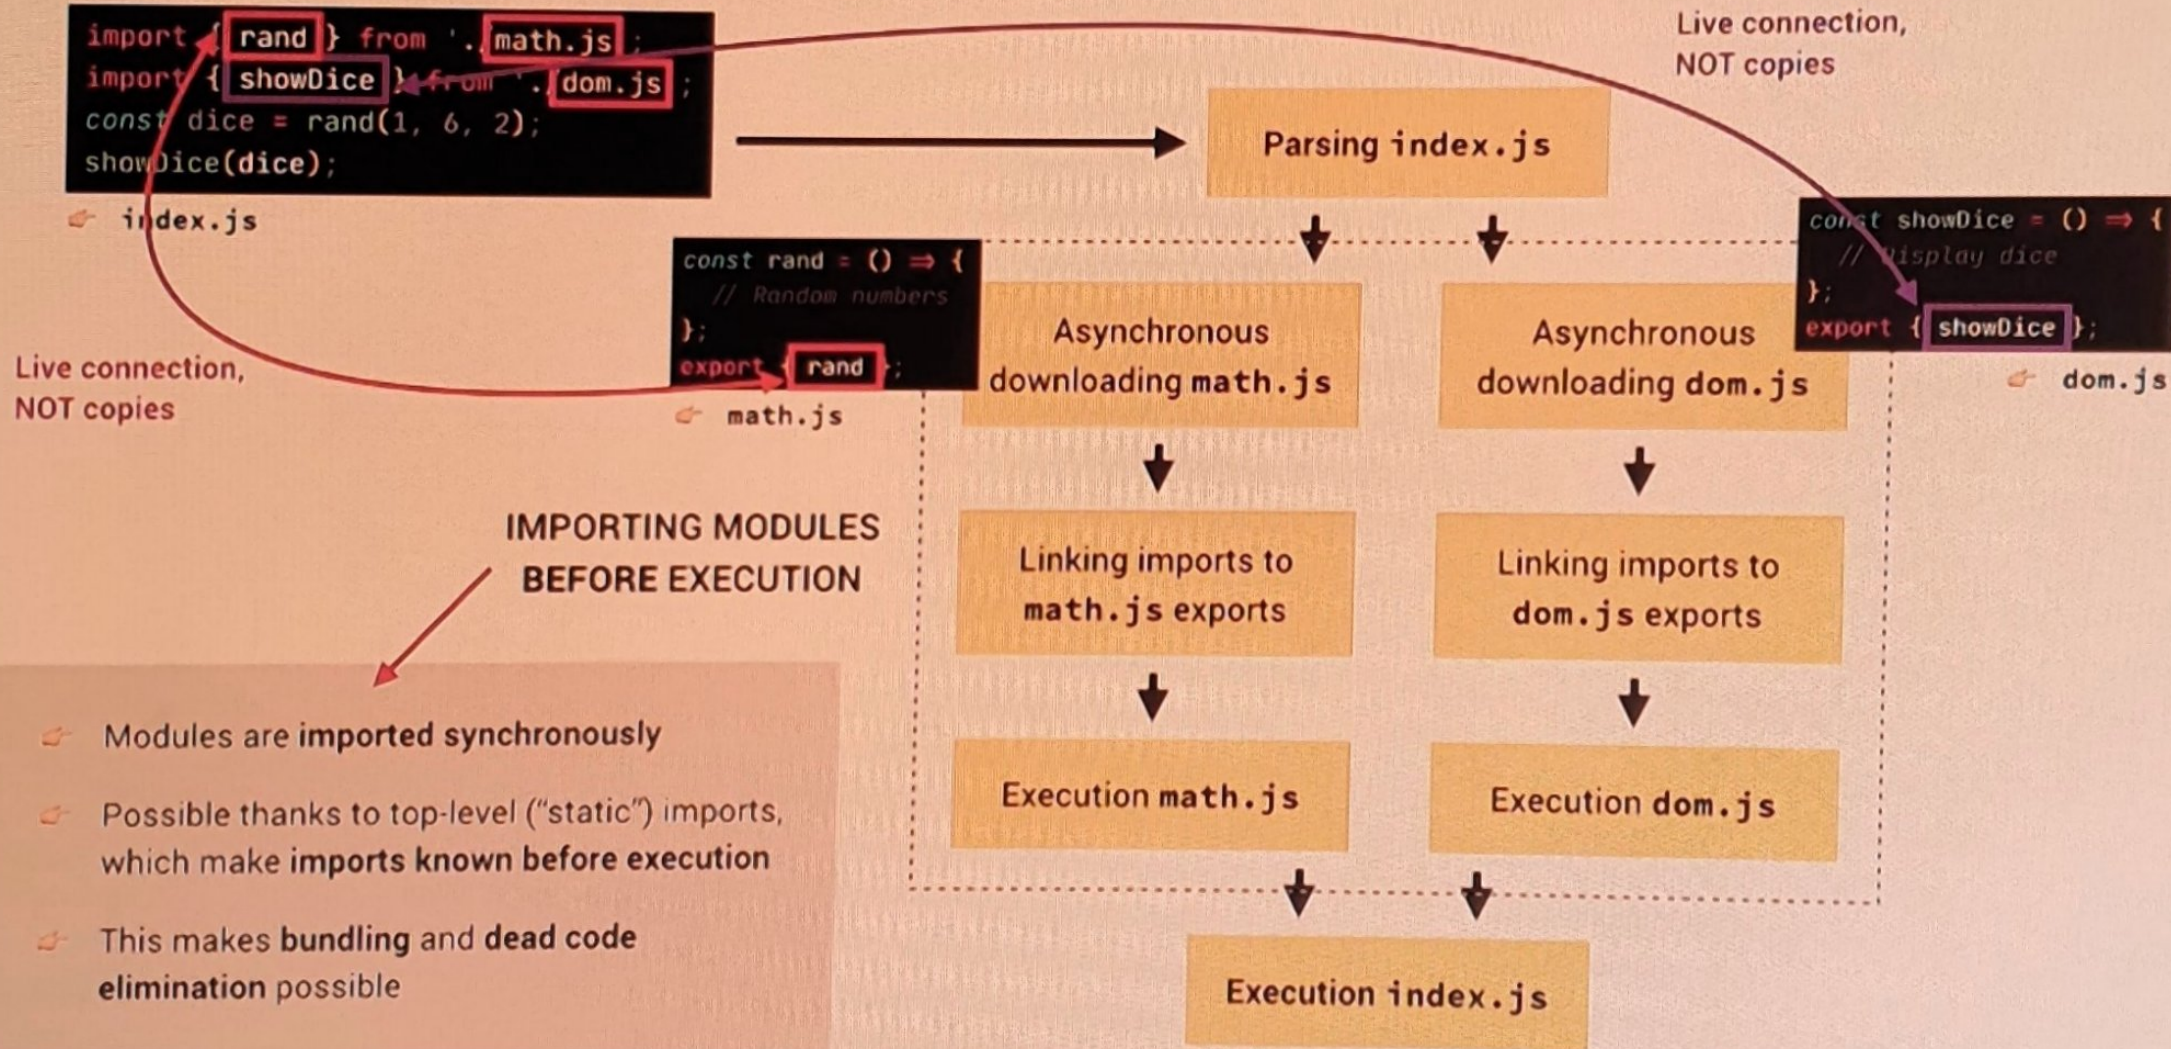 import { rand } from './math.js';
import { showDice } from './dom.js ;
const dice = rand(1, 6, 2);
showDice(dice);
index.js
Live connection,
NOT copies
Parsing index.js
const rand = () => {
// Random numbers
};
export { rand };
math.js
const showDice = () => {
// Display dice
};
export { showDice };
dom.js
Live connection,
NOT copies
Asynchronous
downloading math.js
Asynchronous
downloading dom.js
IMPORTING MODULES
BEFORE EXECUTION
Linking imports to
math.js exports
Linking imports to
dom.js exports
Modules are imported synchronously
Possible thanks to top-level (“static”) imports,
which make imports known before execution
This makes bundling and dead code
elimination possible
Execution math.js
Execution dom.js
Execution index.js